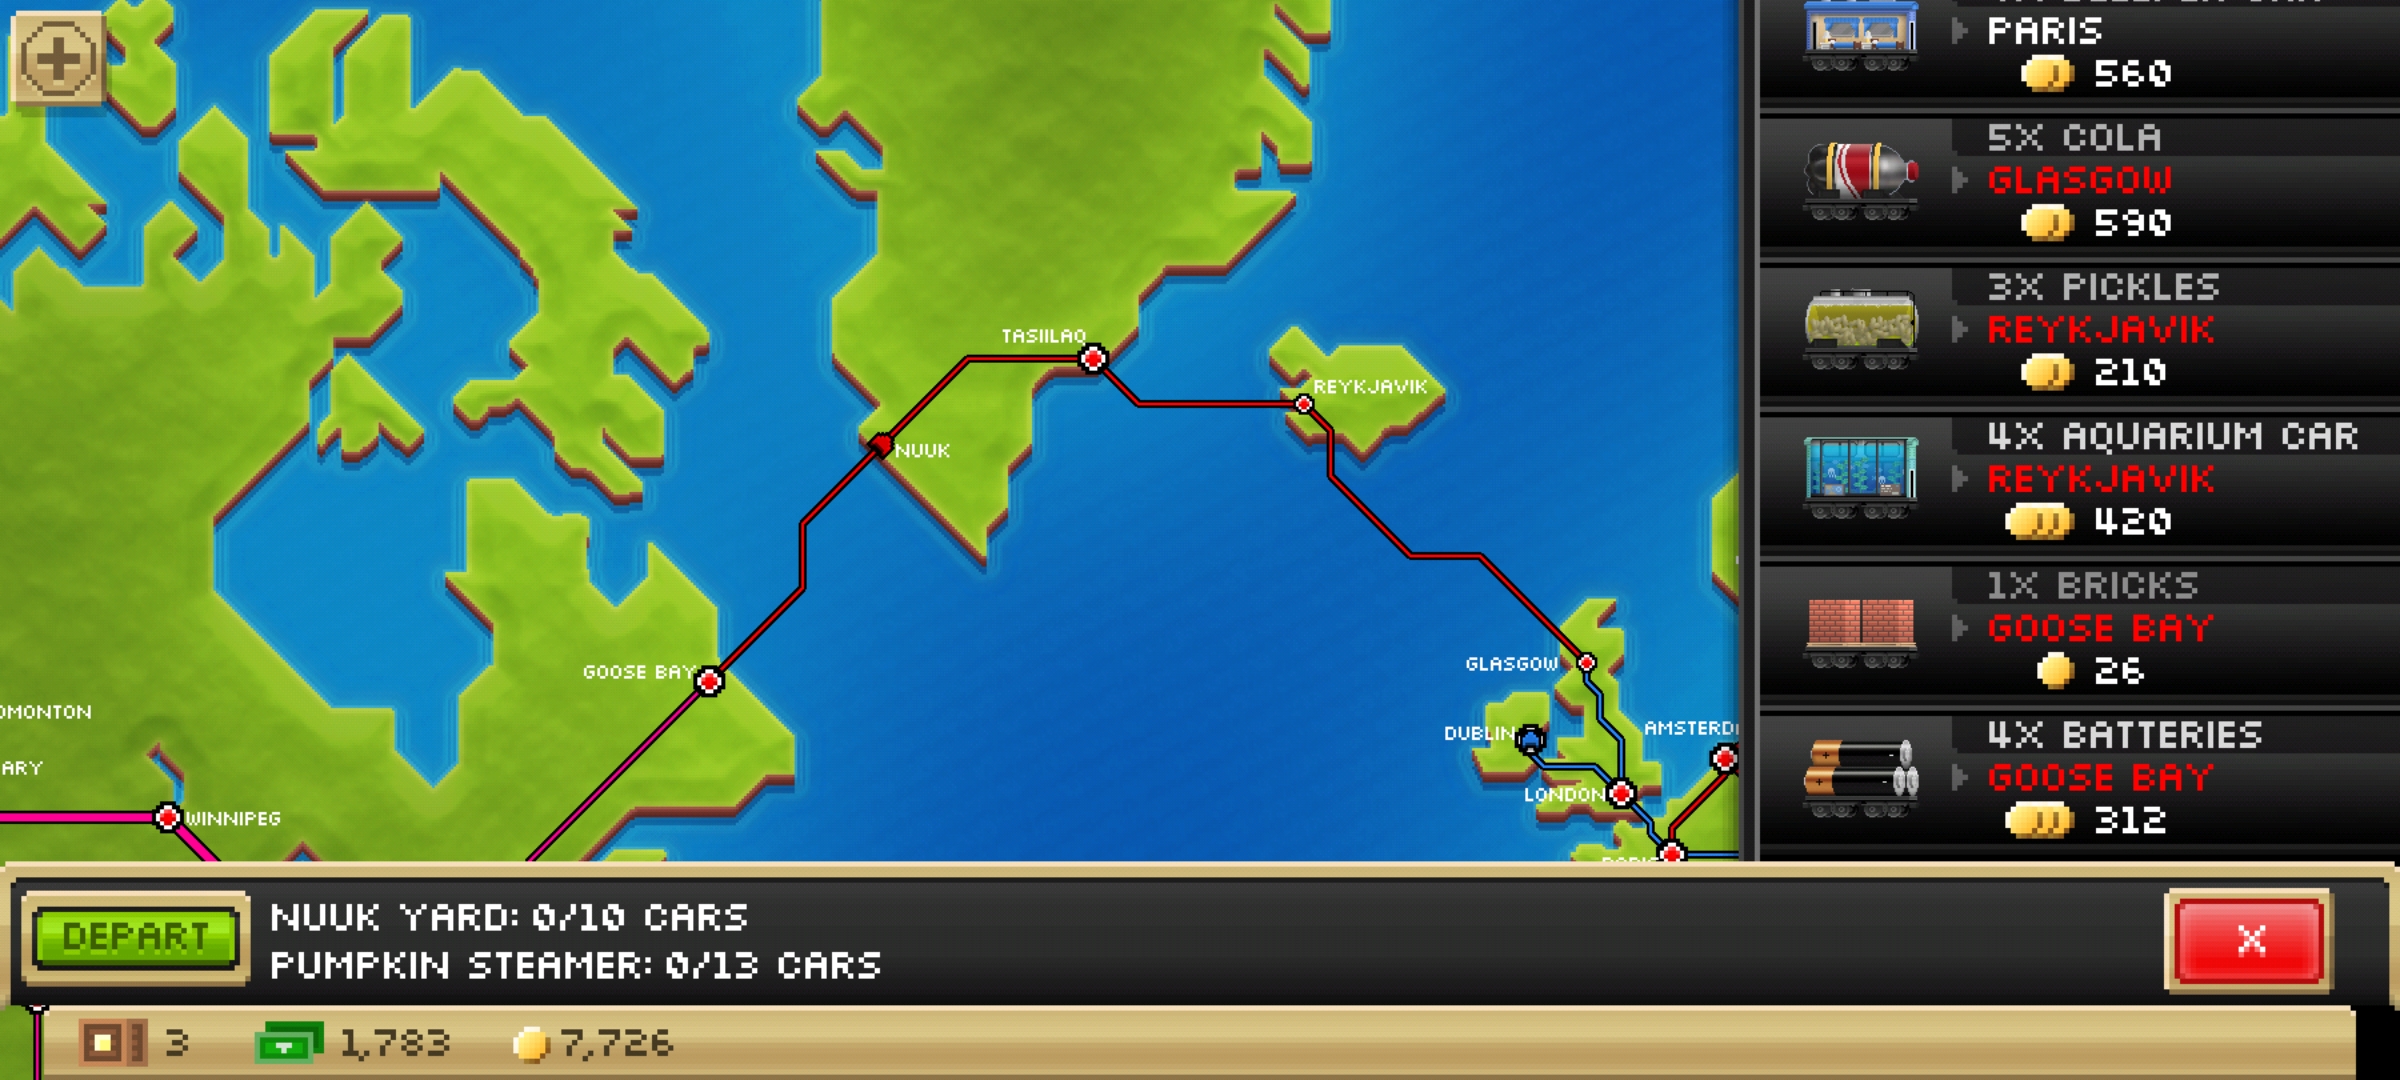 TASIILAQ
REYKJAVIK
NUUK
GOOSE BAY
GLASGOW
DUBLIN
AMSTERD
LONDON
ARY
WINNIPEG
PARIS
560
5X COLA
GLASGOW
590
3X PICKLES
REYKJAVIK
210
4X AQUARIUM CAR
REYKJAVIK
420
1X BRICKS
GOOSE BAY
26
4X BATTERIES
GOOSE BAY
312
DEPART
NUUK YARD: 0/10 CARS
PUMPKIN STEAMER: 0/13 CARS
X
3
1,783
7,726